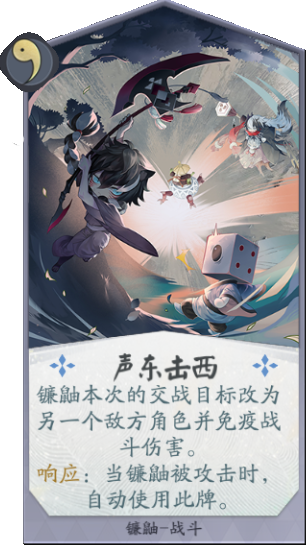 声东击西
镰鼬本次的交战目标改为
另一个敌方角色并免疫战
斗伤害。
响应：当镰鼬被攻击时，
自动使用此牌。
镰鼬-战斗